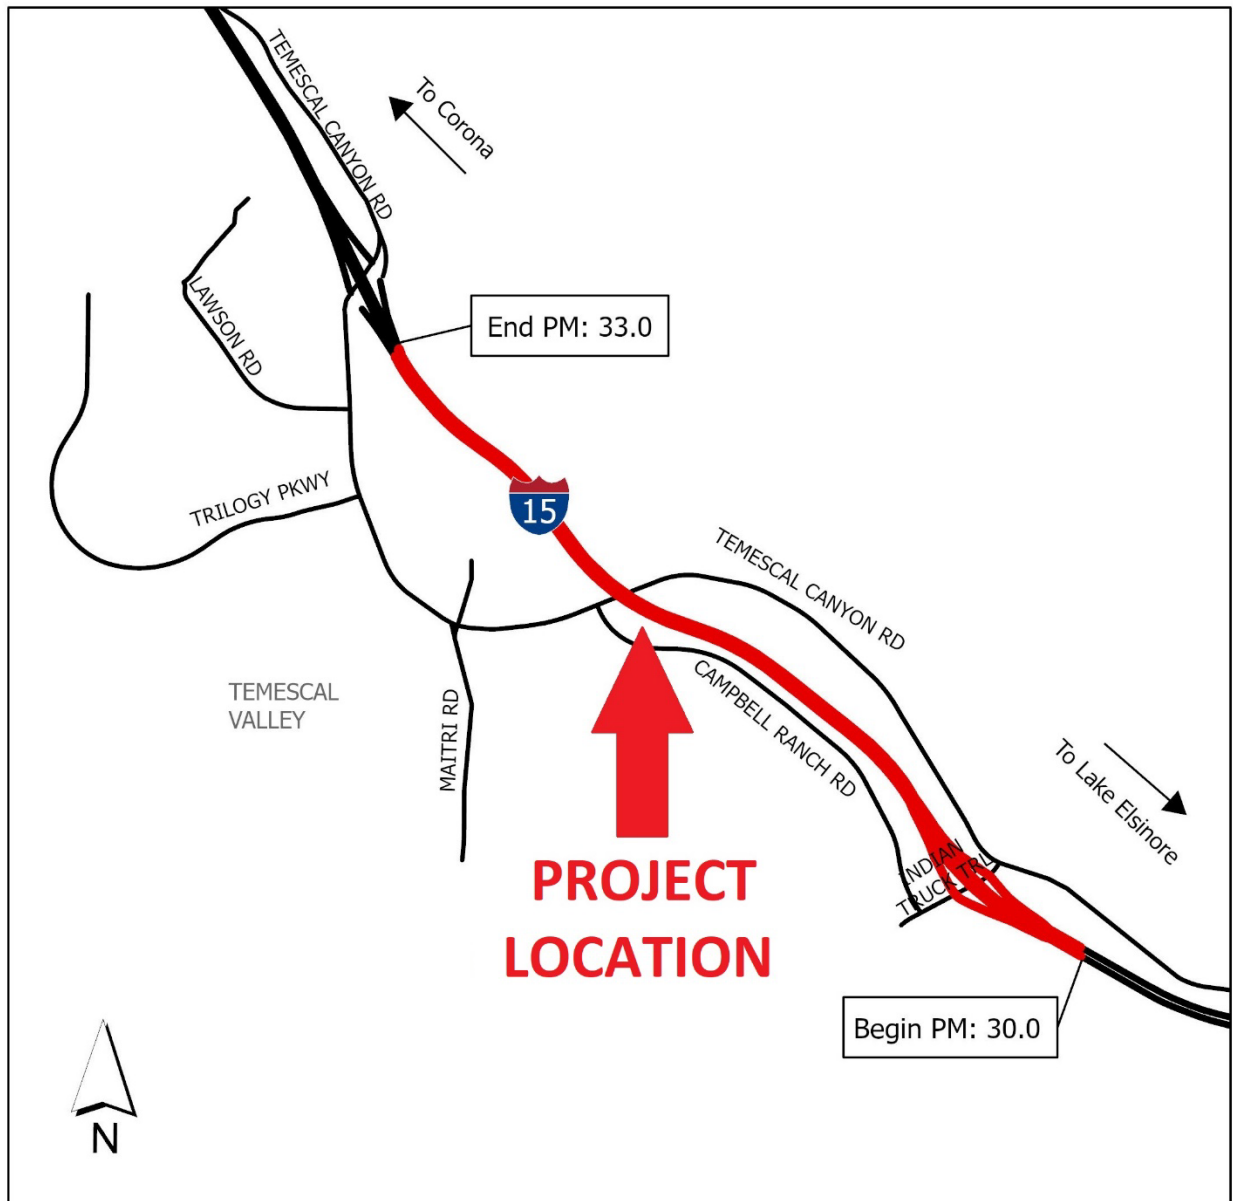 TEMESCAL CANYON RD
To Corona
LAWSON RD
End PM: 33.0
TRILOGY PKWY
15
TEMESCAL CANYON RD
TEMESCAL
VALLEY
MAITRI RD
CAMPBELL RANCH RD
To Lake Elsinore
INDIAN
TRUCK TRL
PROJECT
LOCATION
Begin PM: 30.0
N